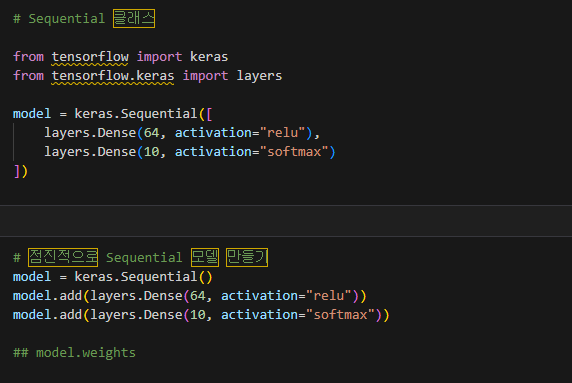 # Sequential 클래스
from tensorflow import keras
from tensorflow.keras import layers
model = keras.Sequential([
    layers.Dense(64, activation="relu"),
    layers.Dense(10, activation="softmax")
])
# 점진적으로 Sequential 모델 만들기
model = keras.Sequential()
model.add(layers.Dense(64, activation="relu"))
model.add(layers.Dense(10, activation="softmax"))
## model.weights